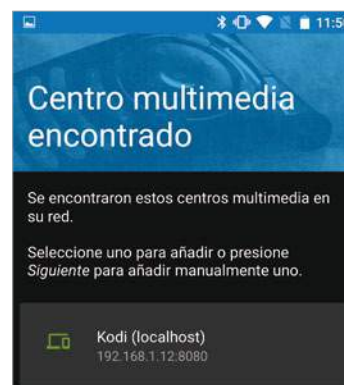 11:5
Centro multimedia
encontrado
Se encontraron estos centros multimedia en
su red.
Seleccione uno para añadir o presione
Siguiente para añadir manualmente uno.
Kodi (localhost)
192.168.1.12:8080